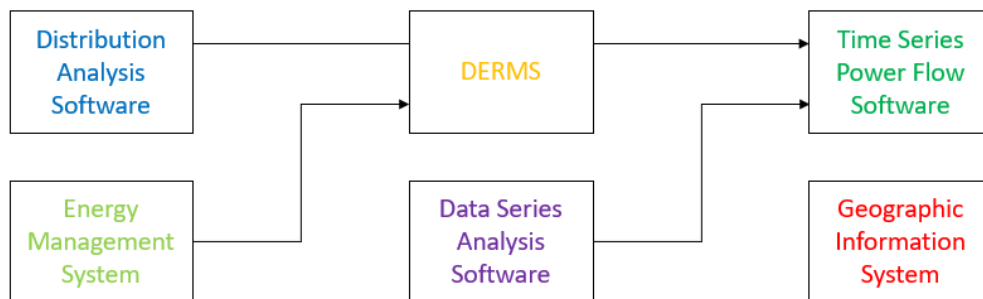 Distribution
Analysis
Software
DERMS
Time Series
Power Flow
Software
Energy
Management
System
Data Series
Analysis
Software
Geographic
Information
System